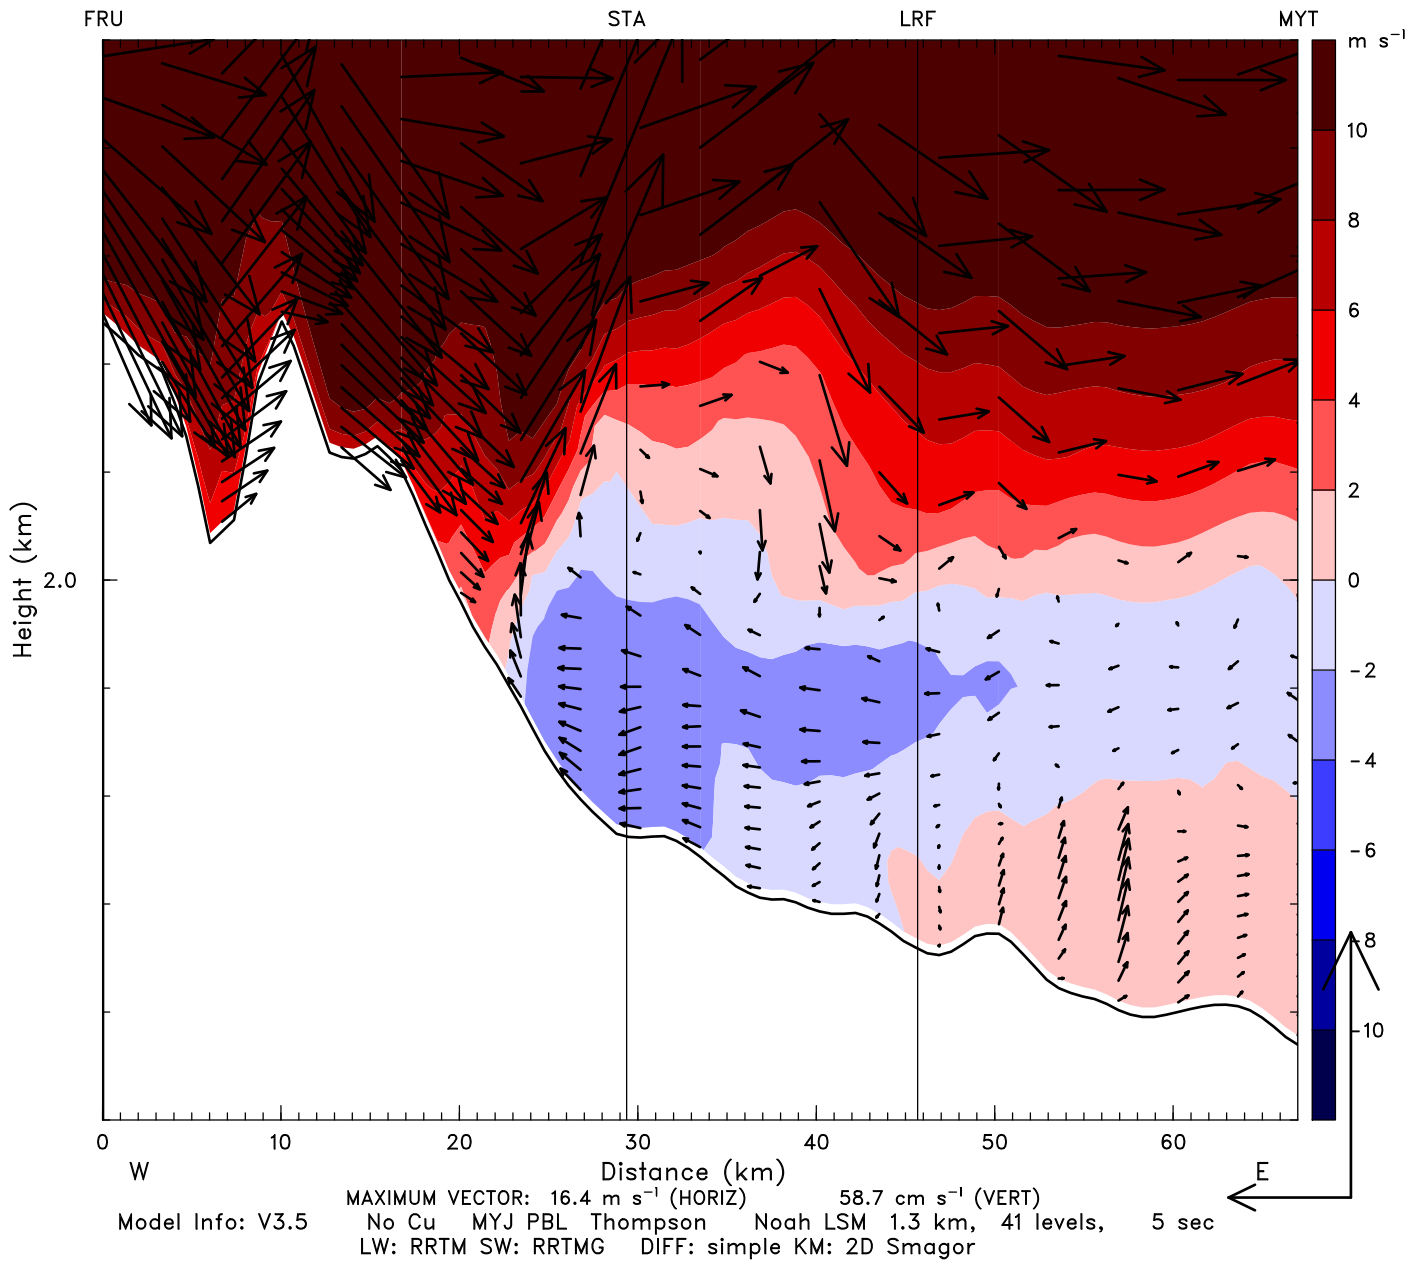 FRU STA LRF MYT
m s⁻¹
10
8
6
4
2
0
-2
-4
-6
-8
-10
Height (km)
2.0
0 10 20 30 40 50 60
W Distance (km) E
MAXIMUM VECTOR: 16.4 m s⁻¹ (HORIZ) 58.7 cm s⁻¹ (VERT)
Model Info: V3.5 No Cu MYJ PBL Thompson Noah LSM 1.3 km, 41 levels, 5 sec
LW: RRTM SW: RRTMG DIFF: simple KM: 2D Smagor